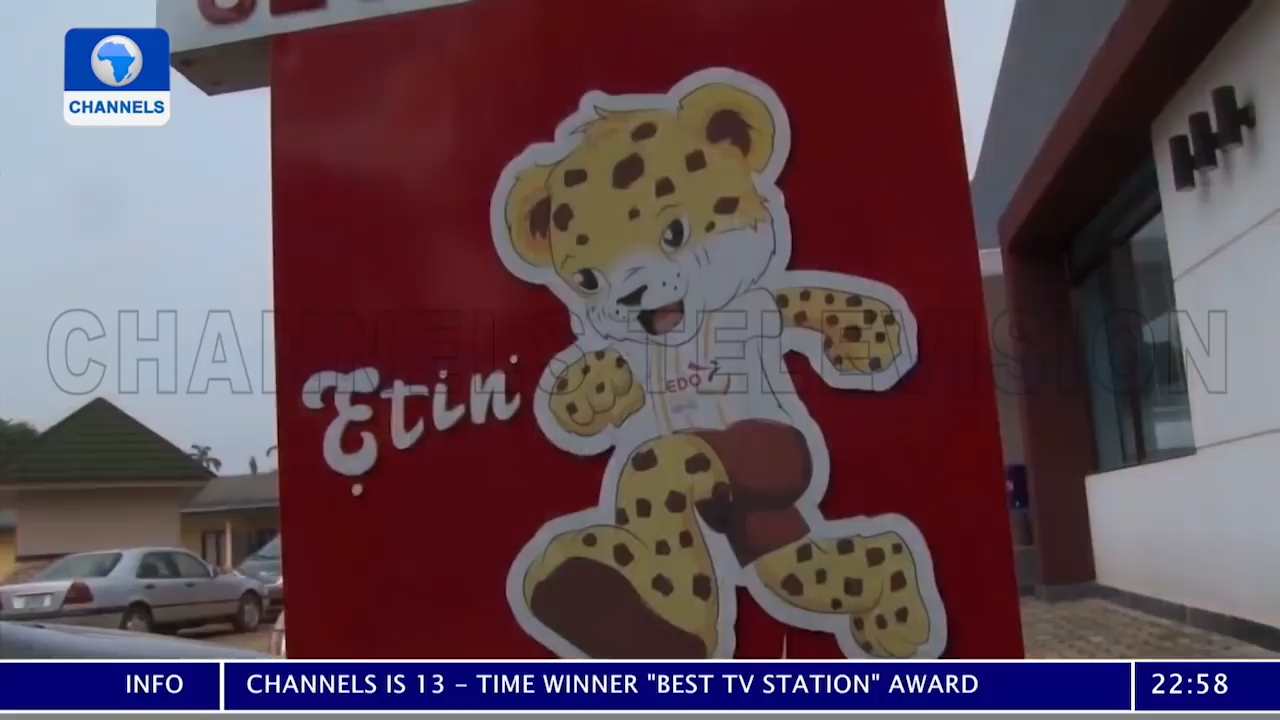 CHANNELS
CHANNELS TELEVISION
Ẹtin
EDO
INFO
CHANNELS IS 13 – TIME WINNER "BEST TV STATION" AWARD
22:58